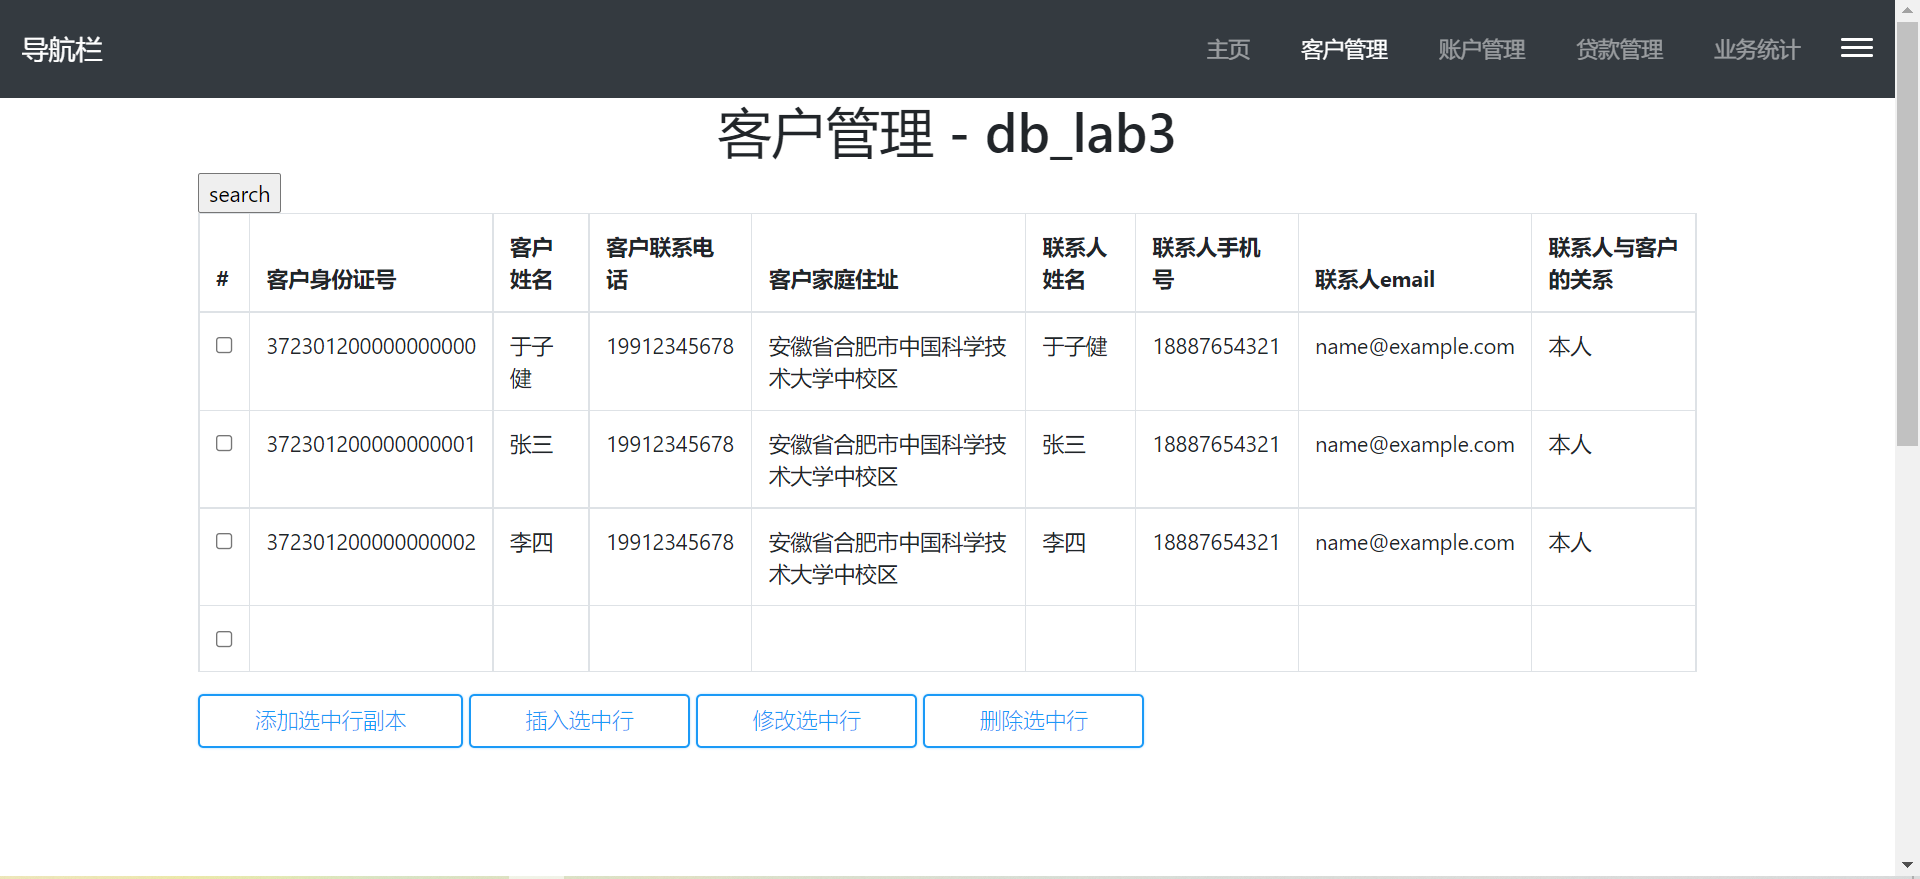 导航栏 主页 客户管理 账户管理 贷款管理 业务统计
客户管理 - db_lab3
search
# 客户身份证号 客户姓名 客户联系电话 客户家庭住址 联系人姓名 联系人手机号 联系人email 联系人与客户的关系
372301200000000000 于子健 19912345678 安徽省合肥市中国科学技术大学中校区 于子健 18887654321 name@example.com 本人
372301200000000001 张三 19912345678 安徽省合肥市中国科学技术大学中校区 张三 18887654321 name@example.com 本人
372301200000000002 李四 19912345678 安徽省合肥市中国科学技术大学中校区 李四 18887654321 name@example.com 本人
添加选中行副本 插入选中行 修改选中行 删除选中行